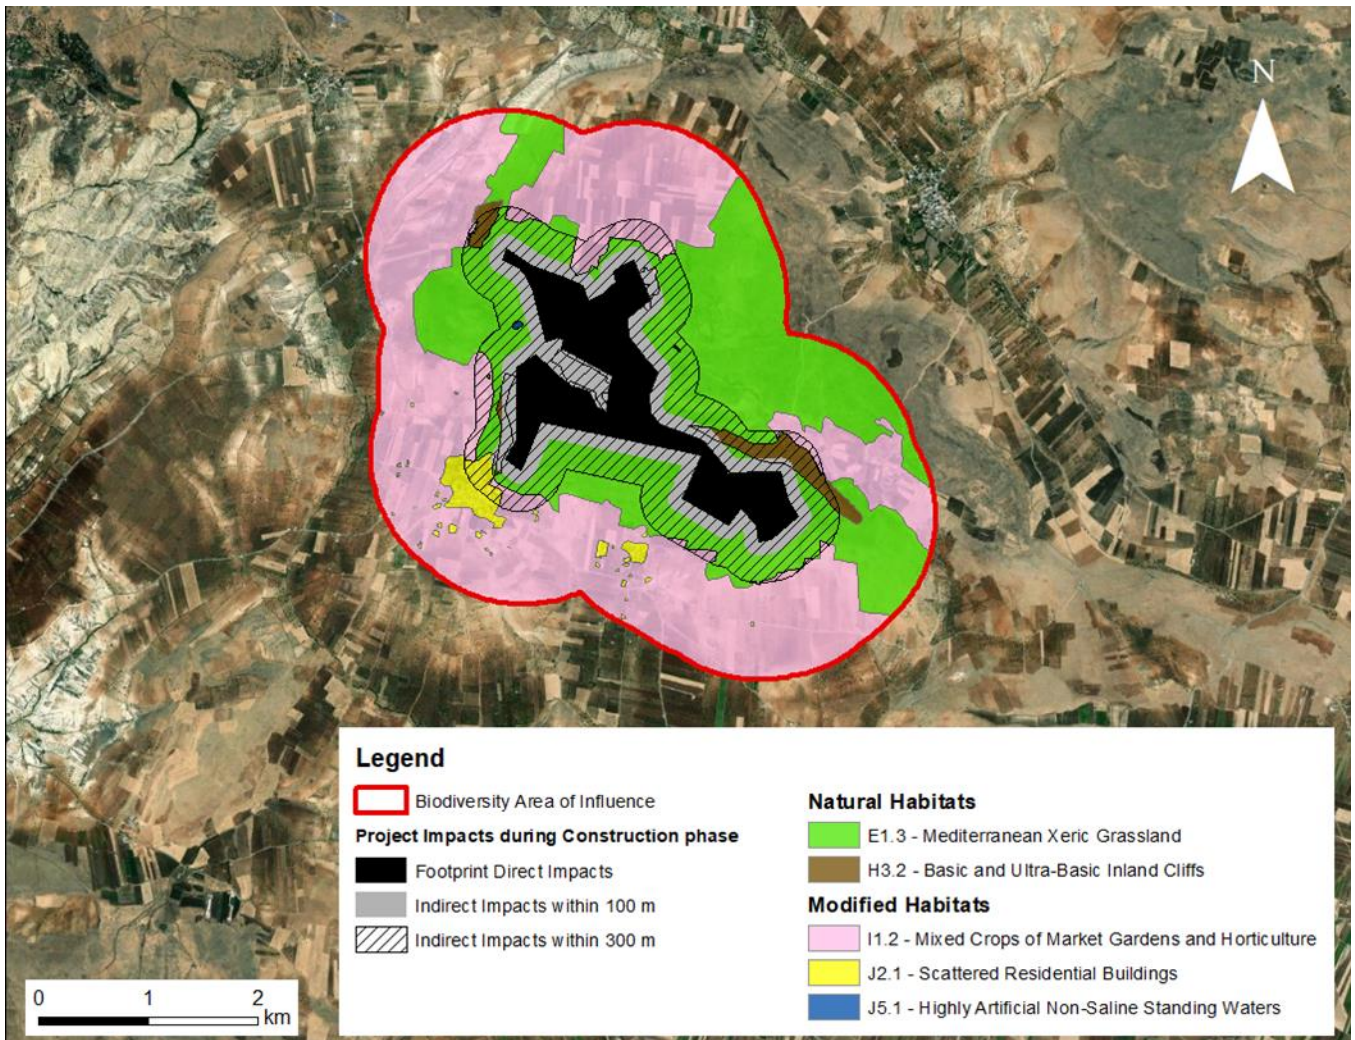 N
Legend
Biodiversity Area of Influence
Project Impacts during Construction phase
Footprint Direct Impacts
Indirect Impacts within 100 m
Indirect Impacts within 300 m
Natural Habitats
E1.3 - Mediterranean Xeric Grassland
H3.2 - Basic and Ultra-Basic Inland Cliffs
Modified Habitats
I1.2 - Mixed Crops of Market Gardens and Horticulture
J2.1 - Scattered Residential Buildings
J5.1 - Highly Artificial Non-Saline Standing Waters
0 1 2
km